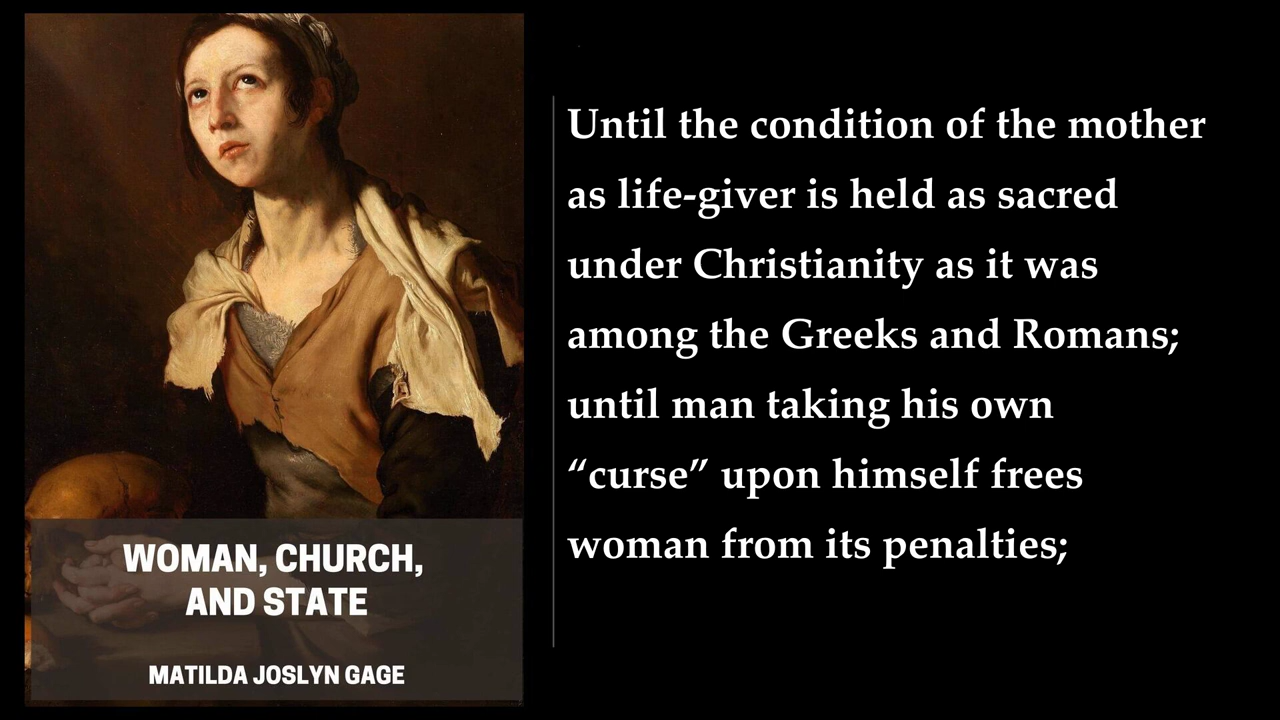 WOMAN, CHURCH,
AND STATE
MATILDA JOSLYN GAGE
Until the condition of the mother
as life-giver is held as sacred
under Christianity as it was
among the Greeks and Romans;
until man taking his own
“curse” upon himself frees
woman from its penalties;